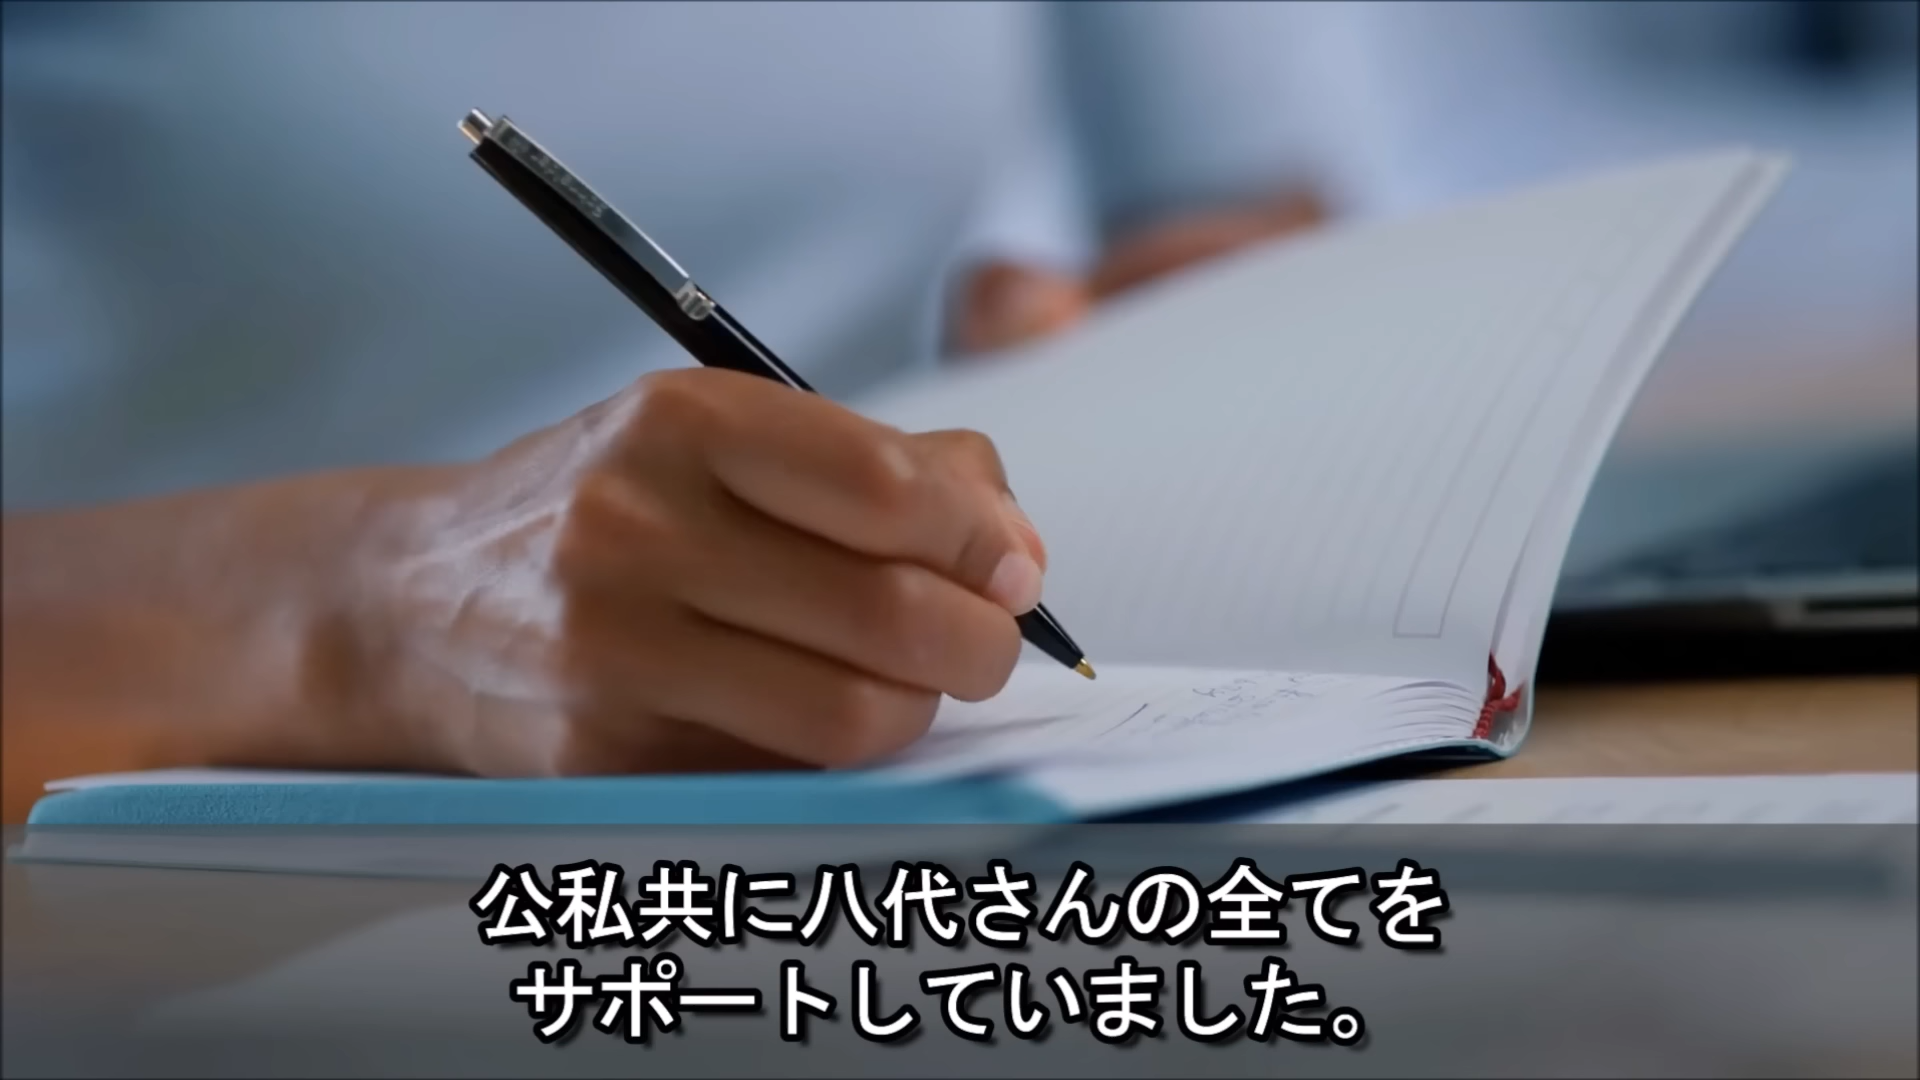 公私共に八代さんの全てを
サポートしていました。